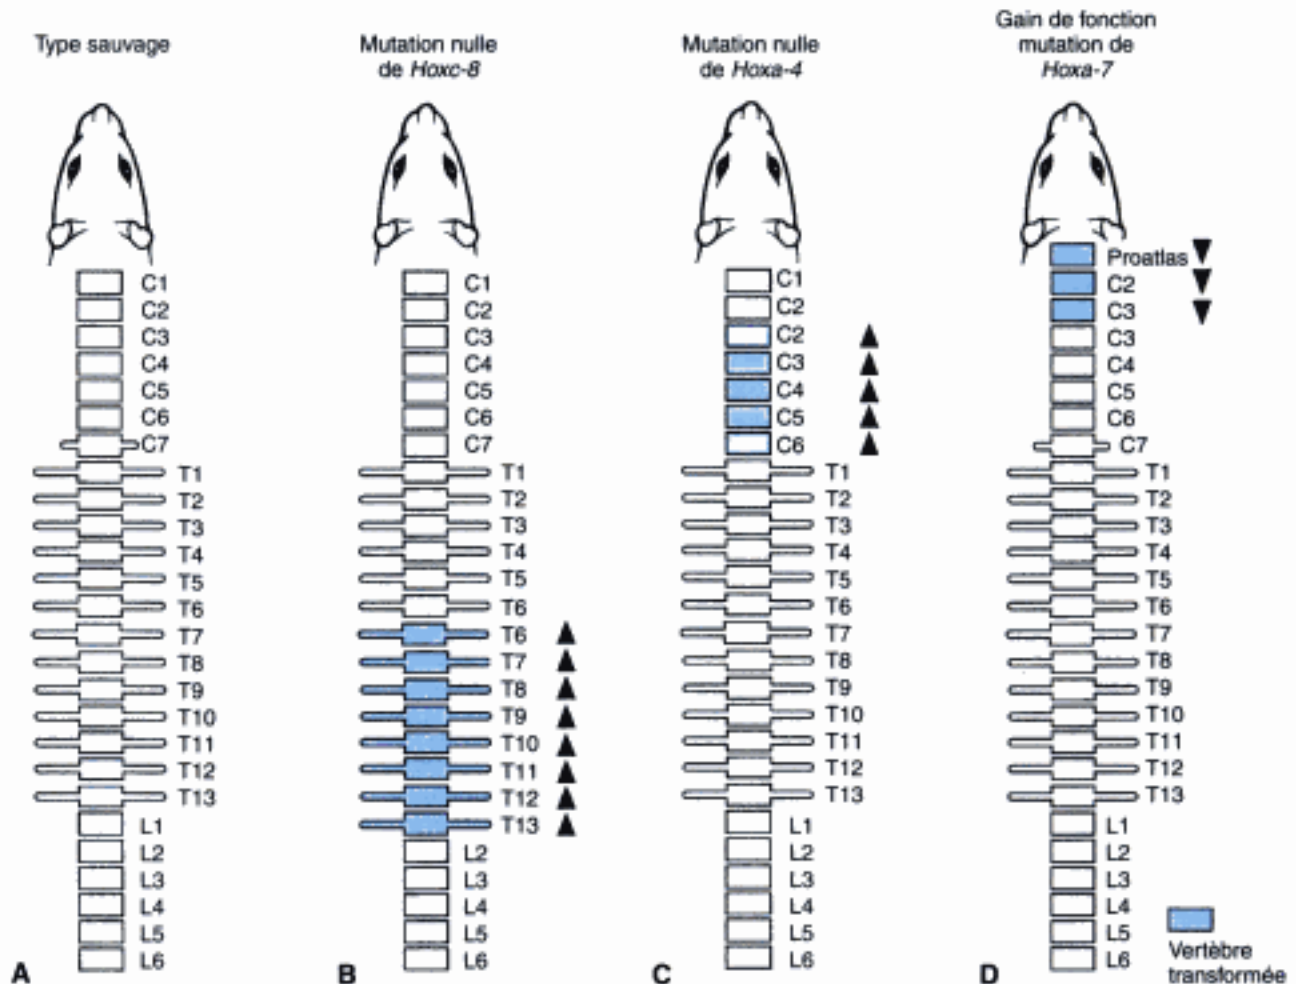 Type sauvage
Mutation nulle
de Hoxc-8
Mutation nulle
de Hoxa-4
Gain de fonction
mutation de
Hoxa-7
C1
C2
C3
C4
C5
C6
C7
T1
T2
T3
T4
T5
T6
T7
T8
T9
T10
T11
T12
T13
L1
L2
L3
L4
L5
L6
A
C1
C2
C3
C4
C5
C6
C7
T1
T2
T3
T4
T5
T6
T6
T7
T8
T9
T10
T11
T12
T13
L2
L3
L4
L5
L6
B
C1
C2
C2
C3
C4
C5
C6
T1
T2
T3
T4
T5
T6
T7
T8
T9
T10
T11
T12
T13
L1
L2
L3
L4
L5
L6
C
Proatlas
C2
C3
C3
C4
C5
C6
C7
T1
T2
T3
T4
T5
T6
T7
T8
T9
T10
T11
T12
T13
L1
L2
L3
L4
L5
L6
D
Vertèbre
transformée